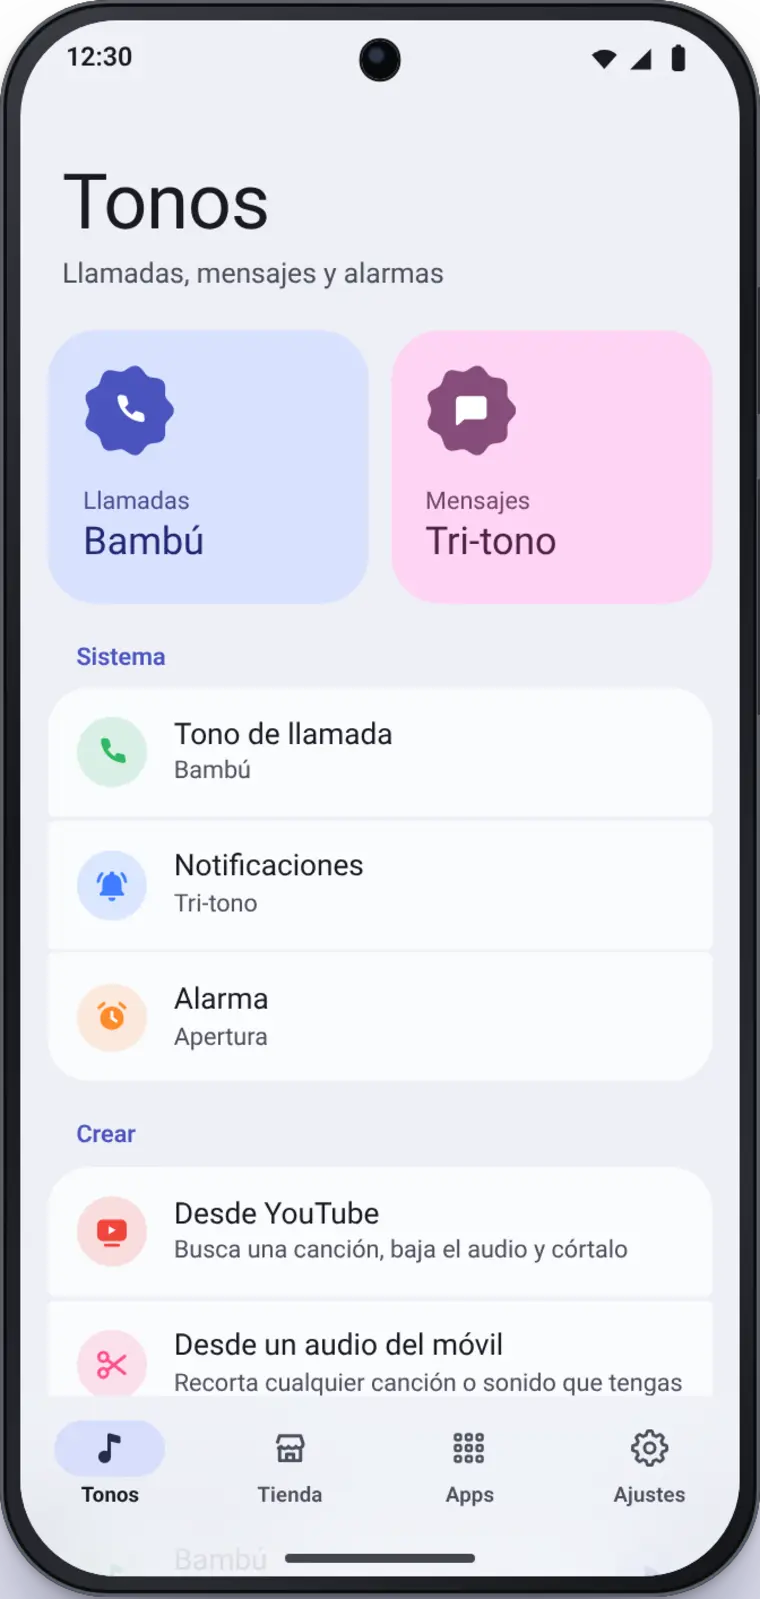 12:30
Tonos
Llamadas, mensajes y alarmas
Llamadas
Bambú
Mensajes
Tri-tono
Sistema
Tono de llamada
Bambú
Notificaciones
Tri-tono
Alarma
Apertura
Crear
Desde YouTube
Busca una canción, baja el audio y córtalo
Desde un audio del móvil
Recorta cualquier canción o sonido que tengas
Tonos
Tienda
Apps
Ajustes
Bambú